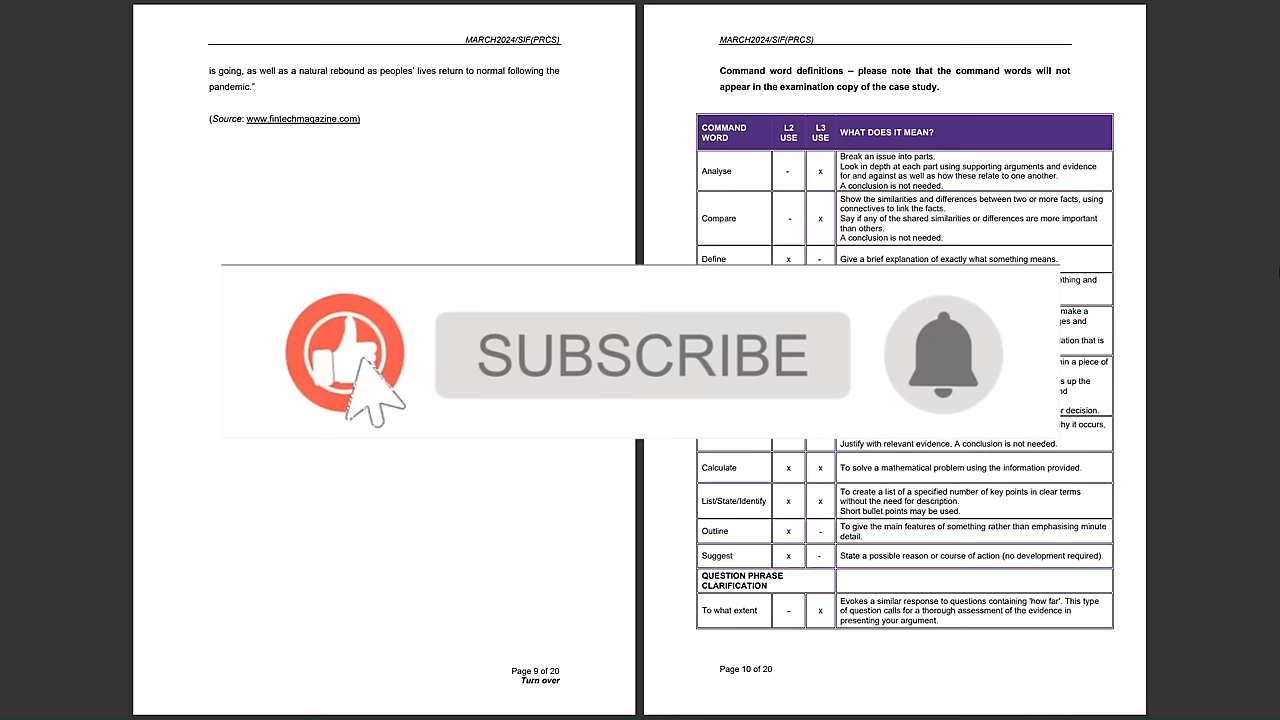 MARCH2024/SIF(PRCS)
is going, as well as a natural rebound as peoples’ lives return to normal following the
pandemic.”
(Source: www.fintechmagazine.com)
Page 9 of 20
Turn over
MARCH2024/SIF(PRCS)
Command word definitions – please note that the command words will not
appear in the examination copy of the case study.
COMMAND WORD L2 USE L3 USE WHAT DOES IT MEAN?
Analyse - x Break an issue into parts.
Look in depth at each part using supporting arguments and evidence
for and against as well as how these relate to one another.
A conclusion is not needed.
Compare - x Show the similarities and differences between two or more facts, using
connectives to link the facts.
Say if any of the shared similarities or differences are more important
than others.
A conclusion is not needed.
Define x - Give a brief explanation of exactly what something means.
and
make a
and
that is
a piece of
up the
decision.
it occurs,
Justify with relevant evidence. A conclusion is not needed.
SUBSCRIBE
Calculate x x To solve a mathematical problem using the information provided.
List/State/Identify x x To create a list of a specified number of key points in clear terms
without the need for description.
Short bullet points may be used.
Outline x - To give the main features of something rather than emphasising minute
detail.
Suggest x - State a possible reason or course of action (no development required).
QUESTION PHRASE
CLARIFICATION
To what extent - x Evokes a similar response to questions containing 'how far'. This type
of question calls for a thorough assessment of the evidence in
presenting your argument.
Page 10 of 20